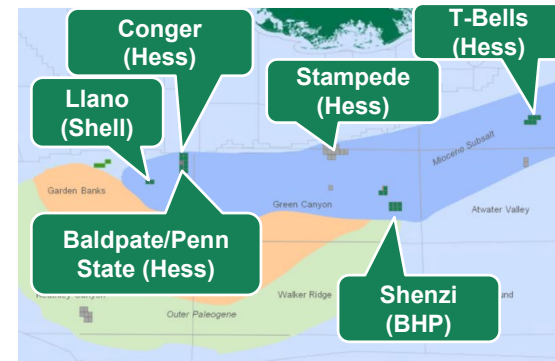 Conger
(Hess)
T-Bells
(Hess)
Stampede
(Hess)
Llano
(Shell)
Miocene Subsalt
Garden Banks
Green Canyon
Atwater Valley
Baldpate/Penn
State (Hess)
Shenzi
(BHP)
Walker Ridge
Outer Paleogene